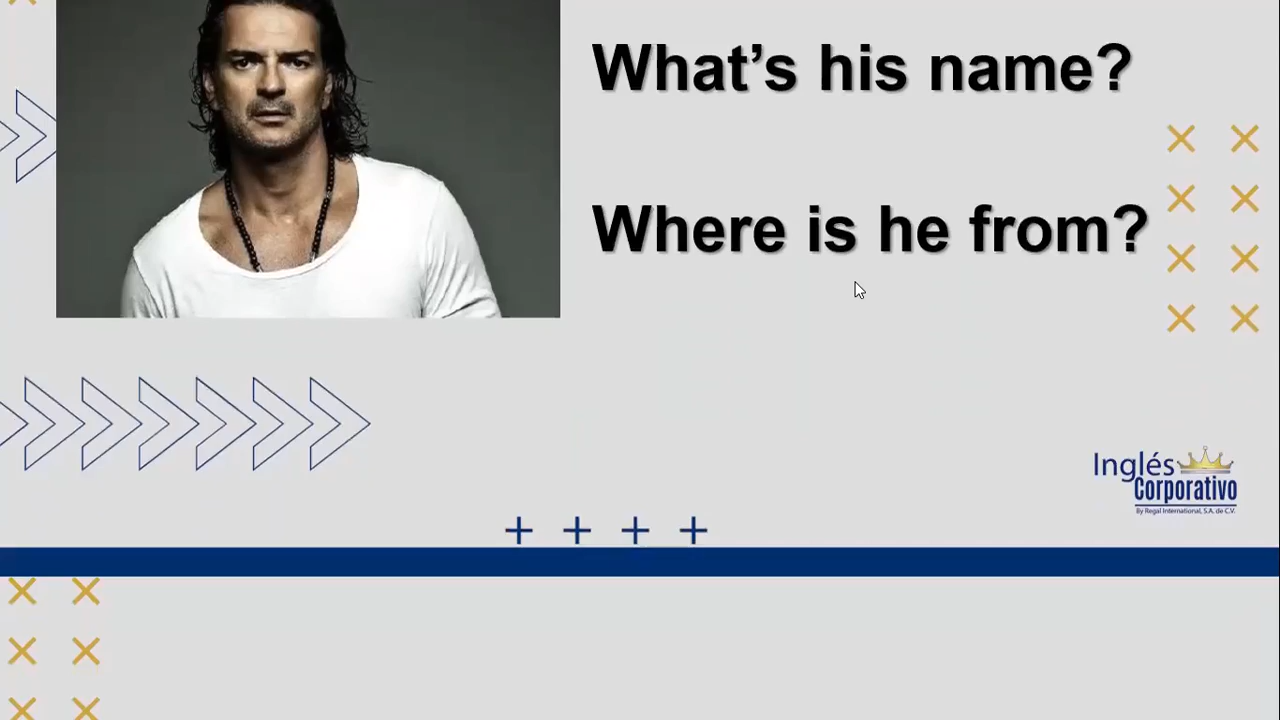 What’s his name?
Where is he from?
Inglés
Corporativo
By Regal International, S.A. de C.V.